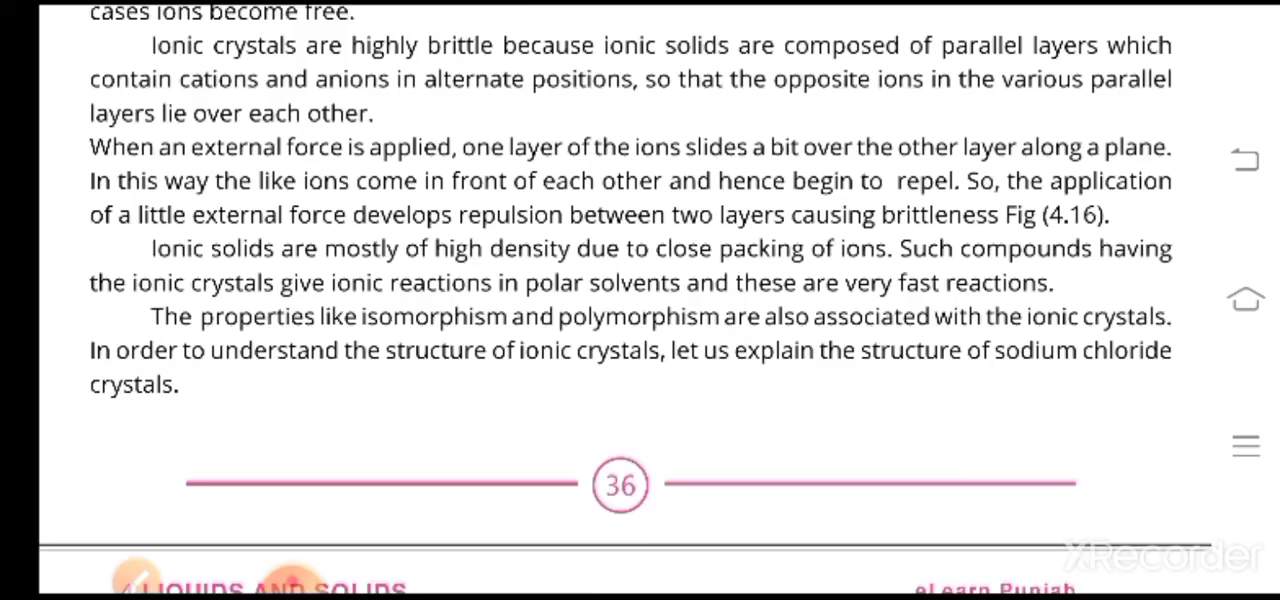 cases ions become free.
Ionic crystals are highly brittle because ionic solids are composed of parallel layers which
contain cations and anions in alternate positions, so that the opposite ions in the various parallel
layers lie over each other.
When an external force is applied, one layer of the ions slides a bit over the other layer along a plane.
In this way the like ions come in front of each other and hence begin to repel. So, the application
of a little external force develops repulsion between two layers causing brittleness Fig (4.16).
Ionic solids are mostly of high density due to close packing of ions. Such compounds having
the ionic crystals give ionic reactions in polar solvents and these are very fast reactions.
The properties like isomorphism and polymorphism are also associated with the ionic crystals.
In order to understand the structure of ionic crystals, let us explain the structure of sodium chloride
crystals.
36
XRecorder
LIQUIDS AND SOLIDS
eLearn Punjab